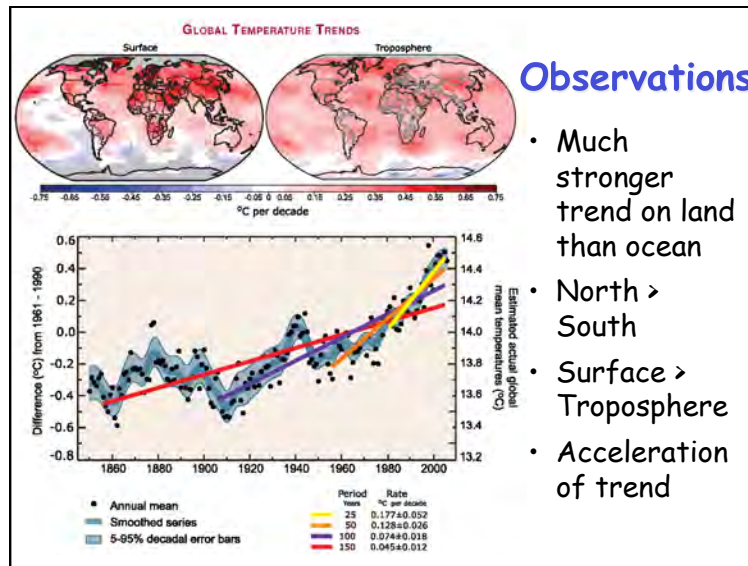 GLOBAL TEMPERATURE TRENDS
Surface
Troposphere
-0.75 -0.65 -0.55 -0.45 -0.35 -0.25 -0.15 0 0.15 0.25 0.35 0.45 0.55 0.65 0.75
°C per decade
Difference (°C) from 1961 - 1990
0.6
0.4
0.2
0.0
-0.2
-0.4
-0.6
-0.8
14.6
14.4
14.2
14.0
13.8
13.6
13.4
13.2
Estimated actual global
mean temperatures (°C)
1860 1880 1900 1920 1940 1960 1980 2000
Annual mean
Smoothed series
5-95% decadal error bars
Period Rate
Years °C per decade
25 0.177±0.052
50 0.128±0.026
100 0.074±0.018
150 0.045±0.012
Observations
• Much
stronger
trend on land
than ocean
• North >
South
• Surface >
Troposphere
• Acceleration
of trend